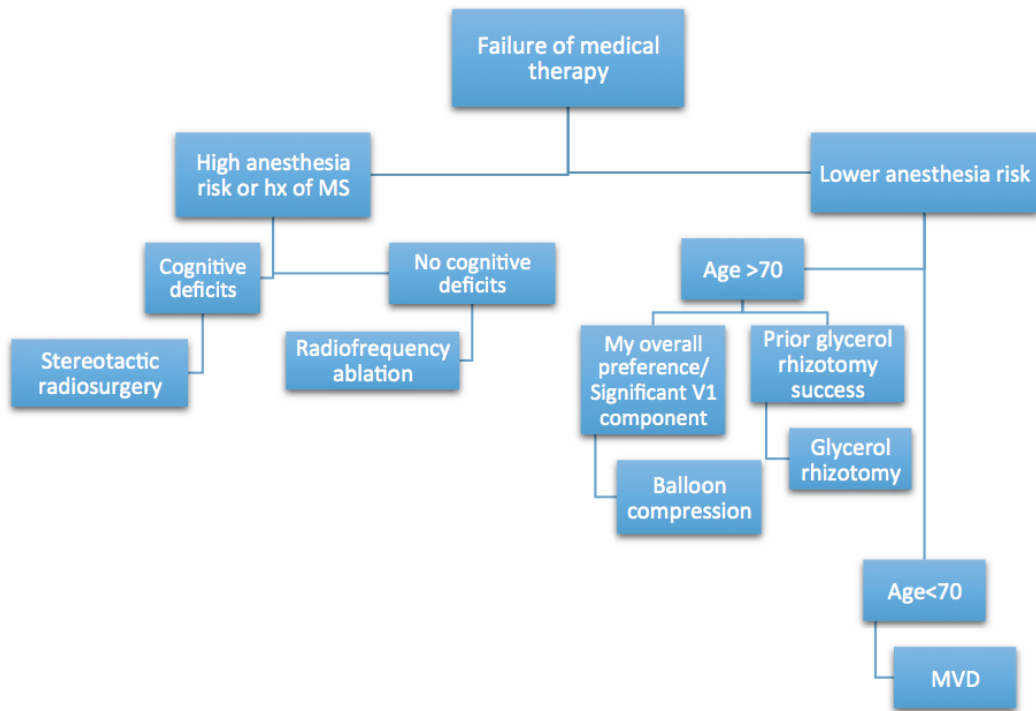 Failure of medical
therapy
High anesthesia
risk or hx of MS
Lower anesthesia risk
Cognitive
deficits
No cognitive
deficits
Age >70
Stereotactic
radiosurgery
Radiofrequency
ablation
My overall
preference/
Significant V1
component
Prior glycerol
rhizotomy
success
Balloon
compression
Glycerol
rhizotomy
Age<70
MVD